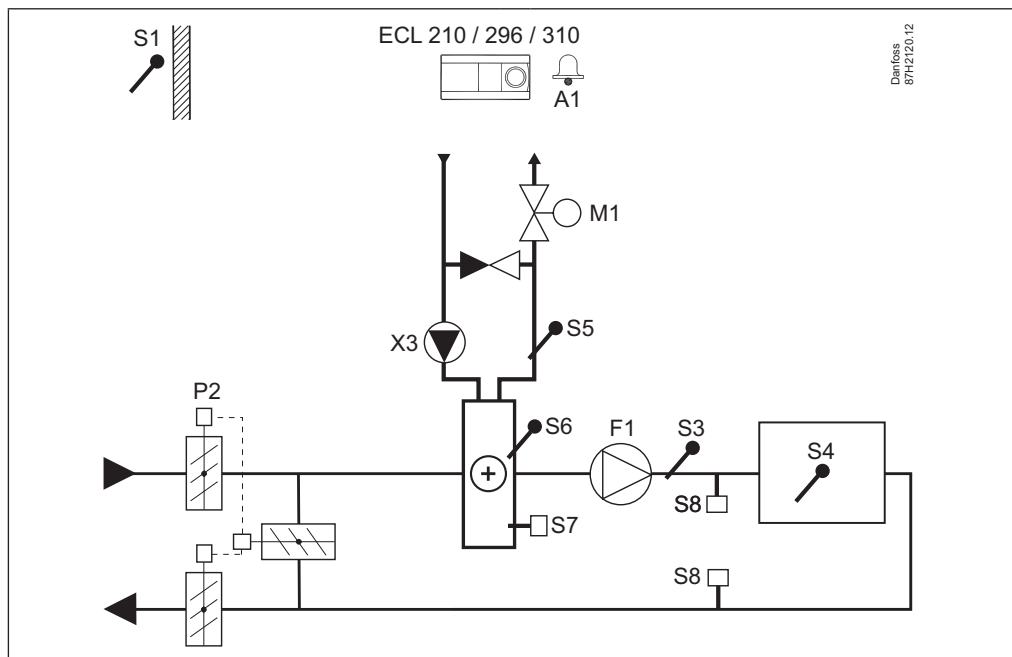 S1
ECL 210 / 296 / 310
A1
Danfoss
87H2120.12
M1
X3
S5
P2
S6
F1
S3
S4
S8
S7
S8